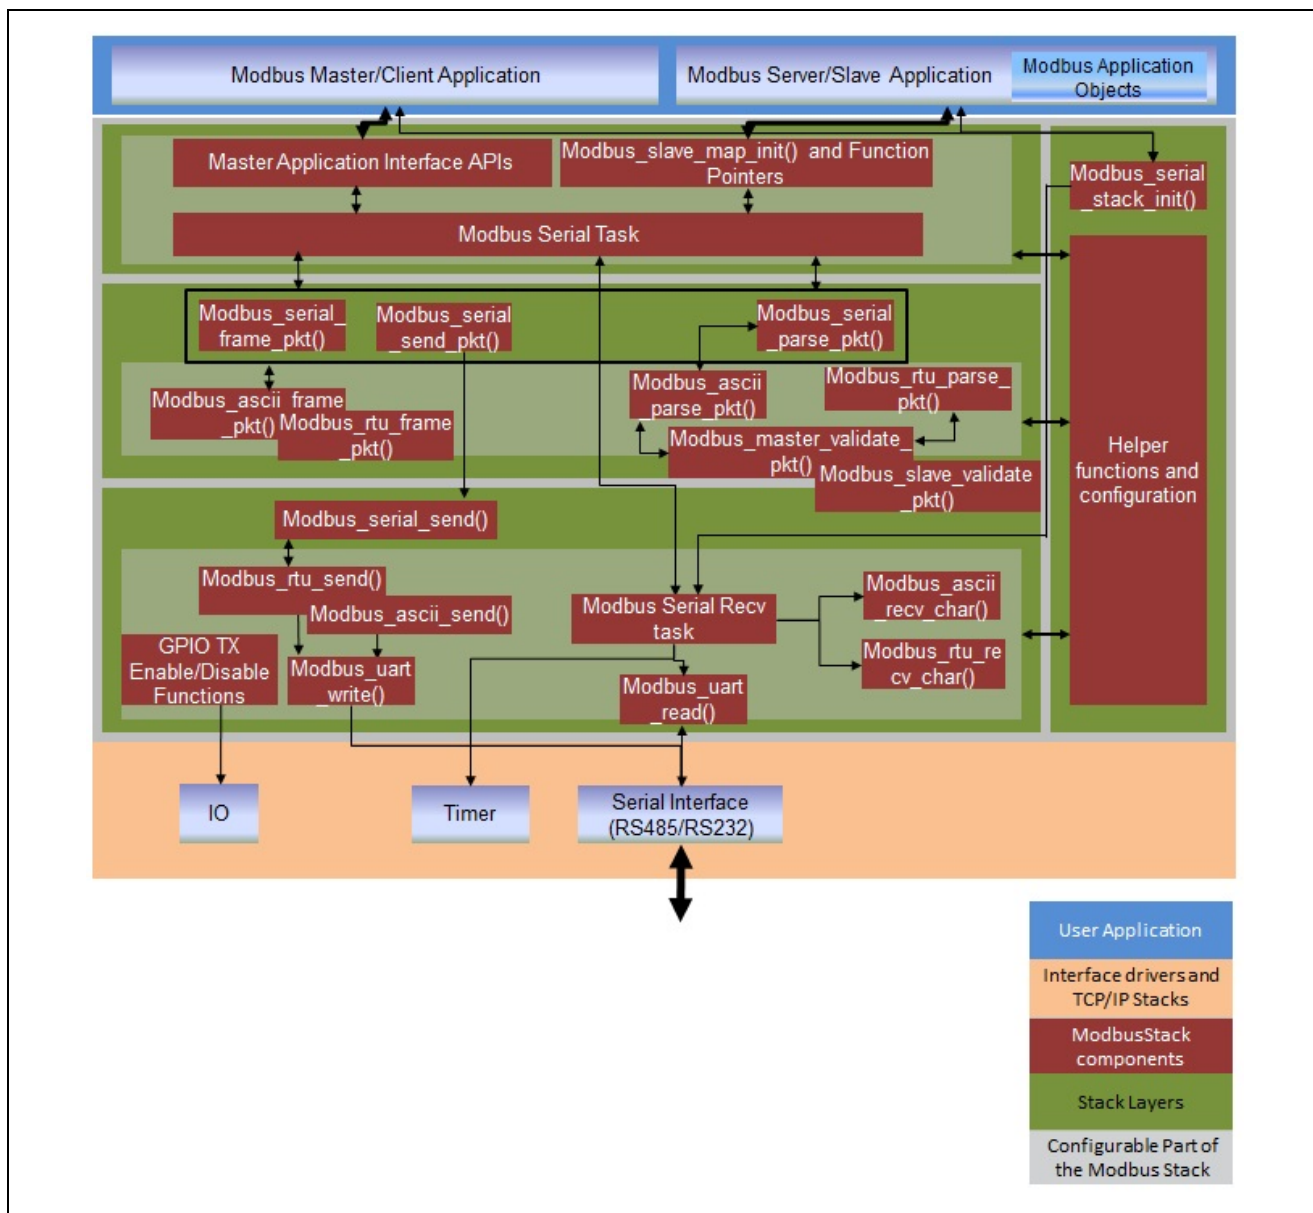 Modbus Master/Client Application
Modbus Server/Slave Application
Modbus Application
Objects
Master Application Interface APIs
Modbus_slave_map_init() and Function
Pointers
Modbus_serial
_stack_init()
Modbus Serial Task
Modbus_serial_
frame_pkt()
Modbus_serial
_send_pkt()
Modbus_serial
_parse_pkt()
Modbus_ascii_frame
_pkt()
Modbus_rtu_frame
_pkt()
Modbus_ascii
_parse_pkt()
Modbus_rtu_parse_
pkt()
Modbus_master_validate_
pkt()
Modbus_slave_validate
_pkt()
Helper
functions and
configuration
Modbus_serial_send()
Modbus_rtu_send()
Modbus_ascii_send()
GPIO TX
Enable/Disable
Functions
Modbus_uart
_write()
Modbus Serial Recv
task
Modbus_ascii
_recv_char()
Modbus_rtu_re
cv_char()
Modbus_uart
_read()
IO
Timer
Serial Interface
(RS485/RS232)
User Application
Interface drivers and
TCP/IP Stacks
ModbusStack
components
Stack Layers
Configurable Part of
the Modbus Stack